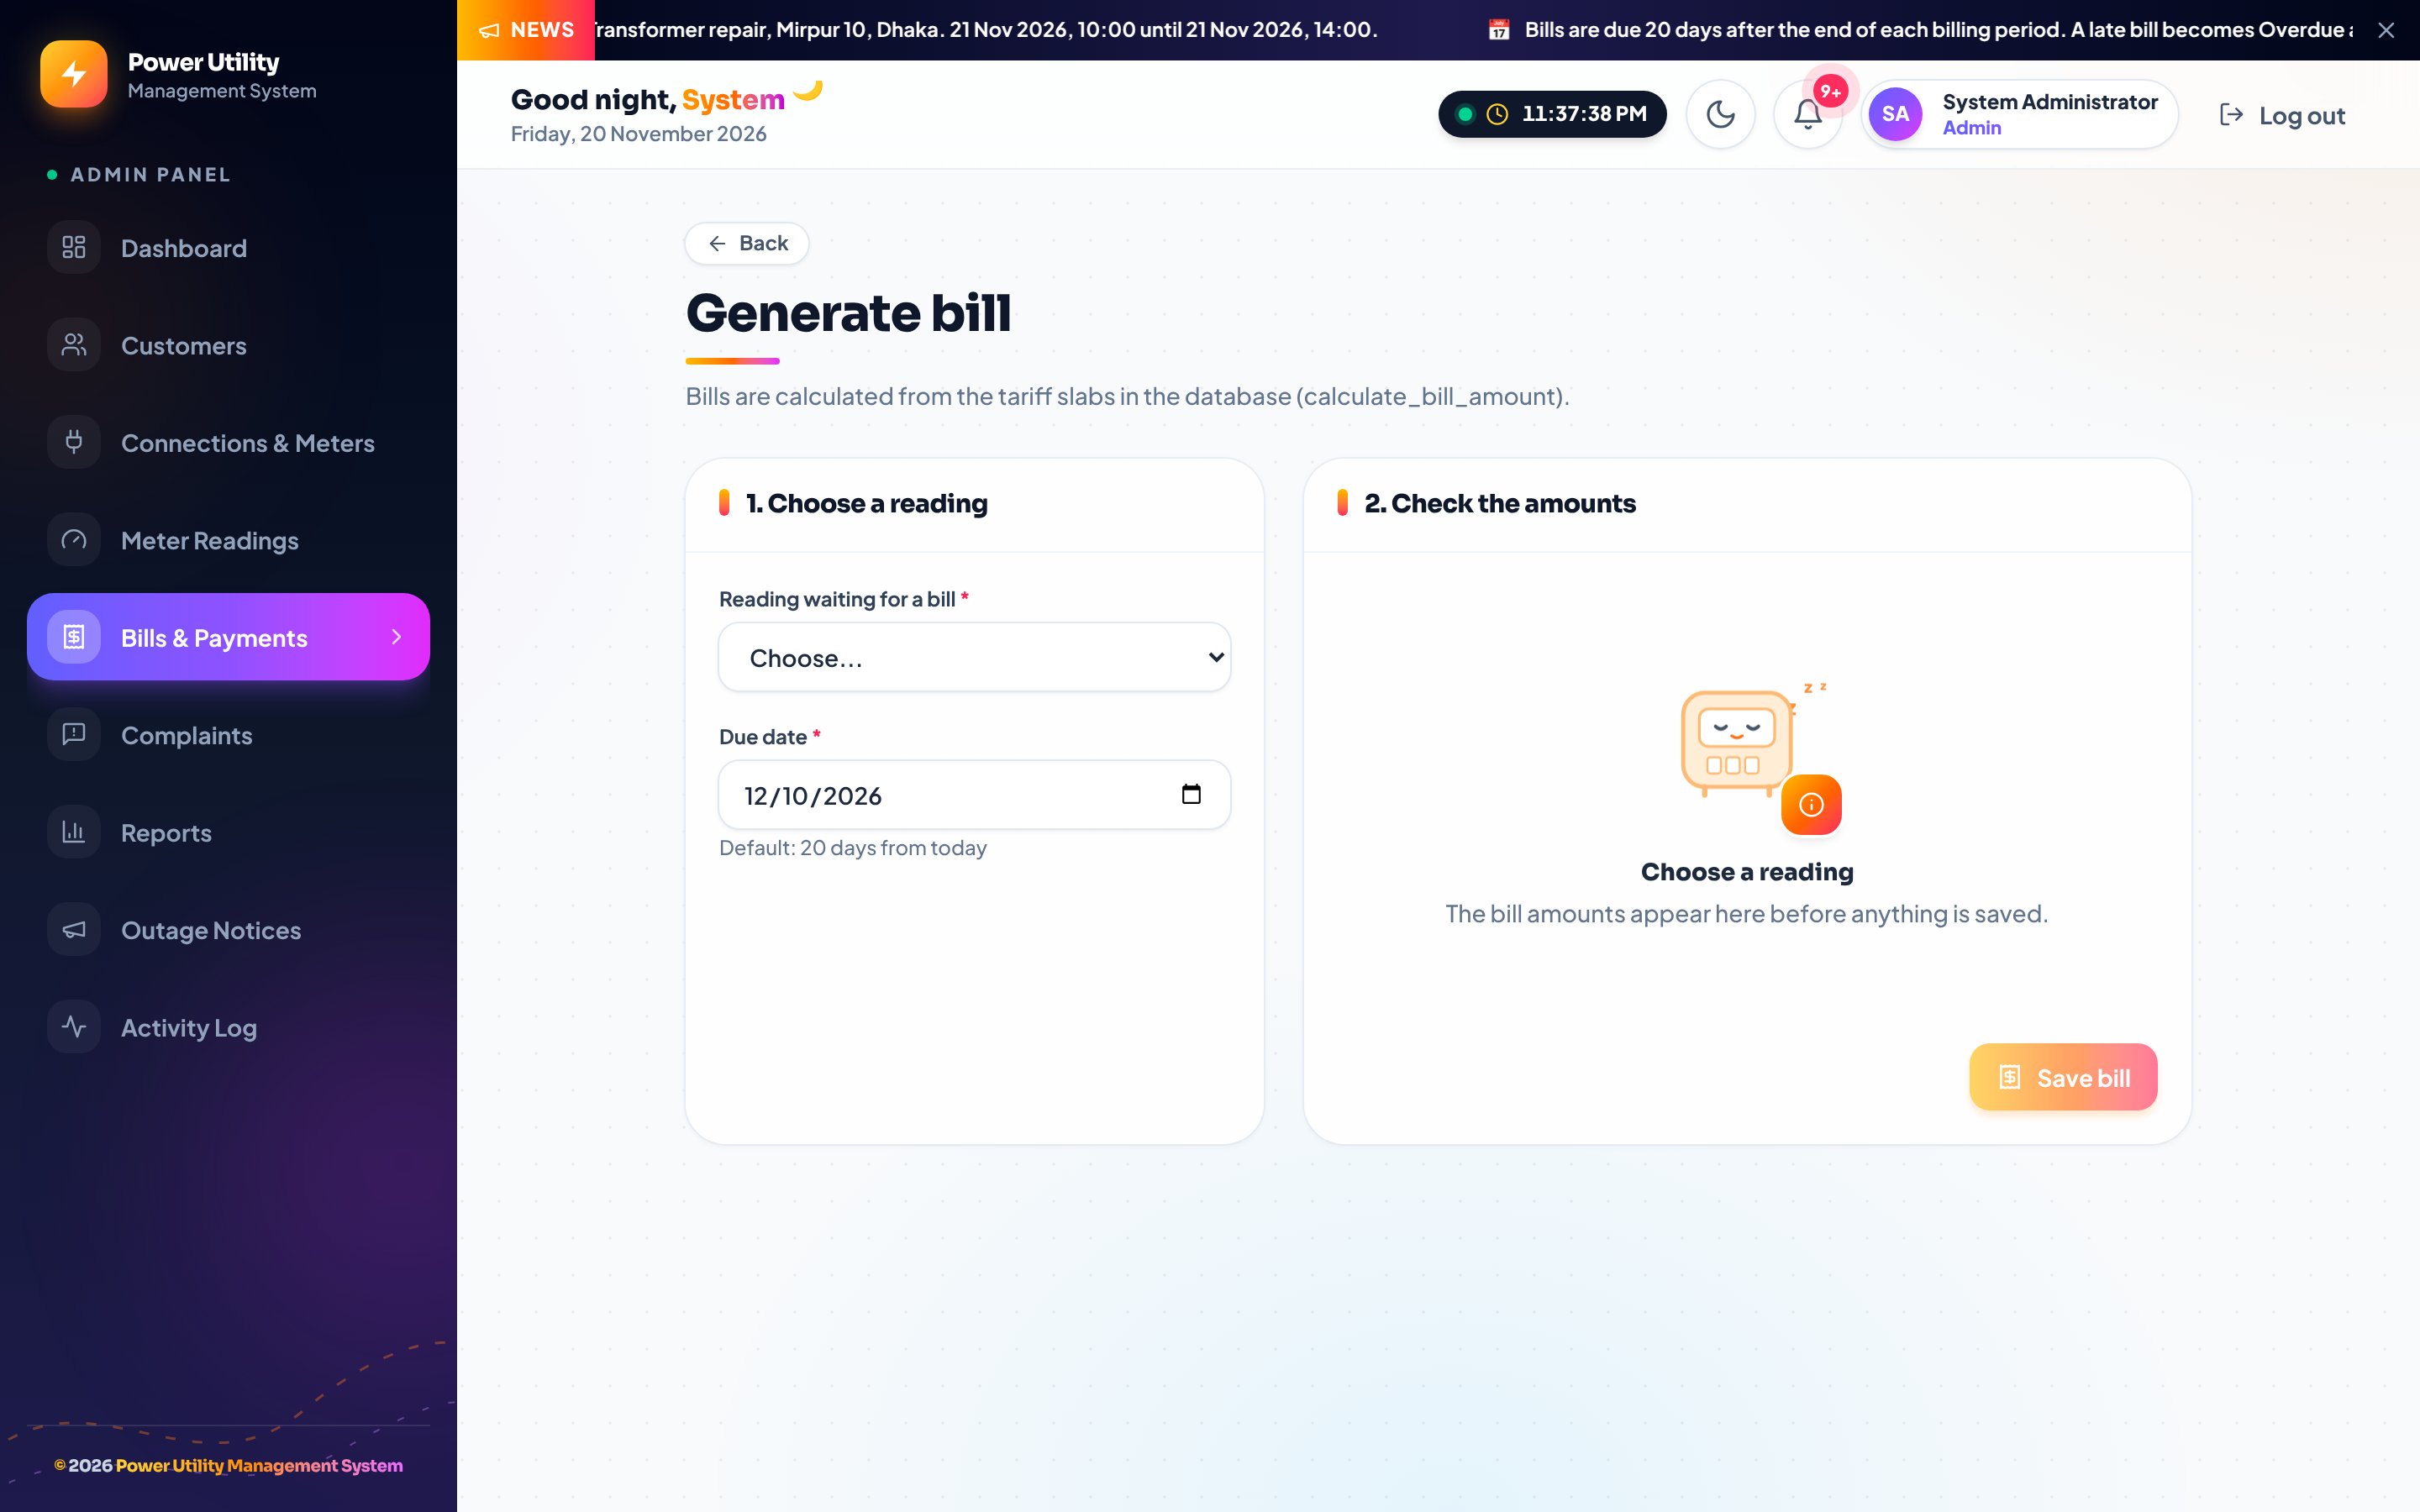 Power Utility
Management System
ADMIN PANEL
Dashboard
Customers
Connections & Meters
Meter Readings
Bills & Payments
Complaints
Reports
Outage Notices
Activity Log
© 2026 Power Utility Management System
NEWS
Transformer repair, Mirpur 10, Dhaka. 21 Nov 2026, 10:00 until 21 Nov 2026, 14:00.
Bills are due 20 days after the end of each billing period. A late bill becomes Overdue
Good night, System
Friday, 20 November 2026
11:37:38 PM
9+
SA
System Administrator
Admin
Log out
Back
Generate bill
Bills are calculated from the tariff slabs in the database (calculate_bill_amount).
1. Choose a reading
Reading waiting for a bill *
Choose...
Due date *
12/10/2026
Default: 20 days from today
2. Check the amounts
z z
z
Choose a reading
The bill amounts appear here before anything is saved.
Save bill